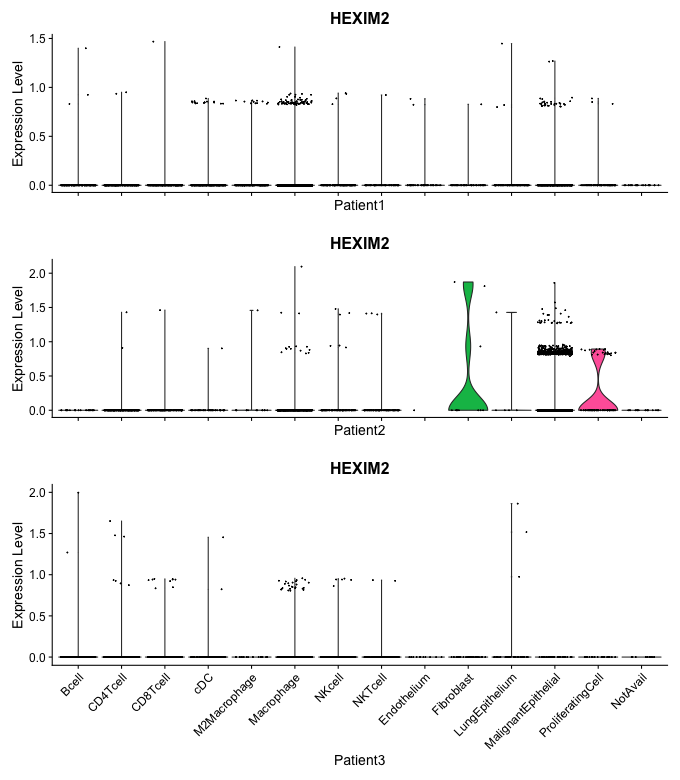 HEXIM2
Expression Level
1.5
1.0
0.5
0.0
Patient1
HEXIM2
Expression Level
2.0
1.5
1.0
0.5
0.0
Patient2
HEXIM2
Expression Level
2.0
1.5
1.0
0.5
0.0
Bcell
CD4Tcell
CD8Tcell
cDC
M2Macrophage
Macrophage
NKcell
NKTcell
Endothelium
Fibroblast
LungEpithelium
MalignantEpithelial
ProliferatingCell
NotAvail
Patient3